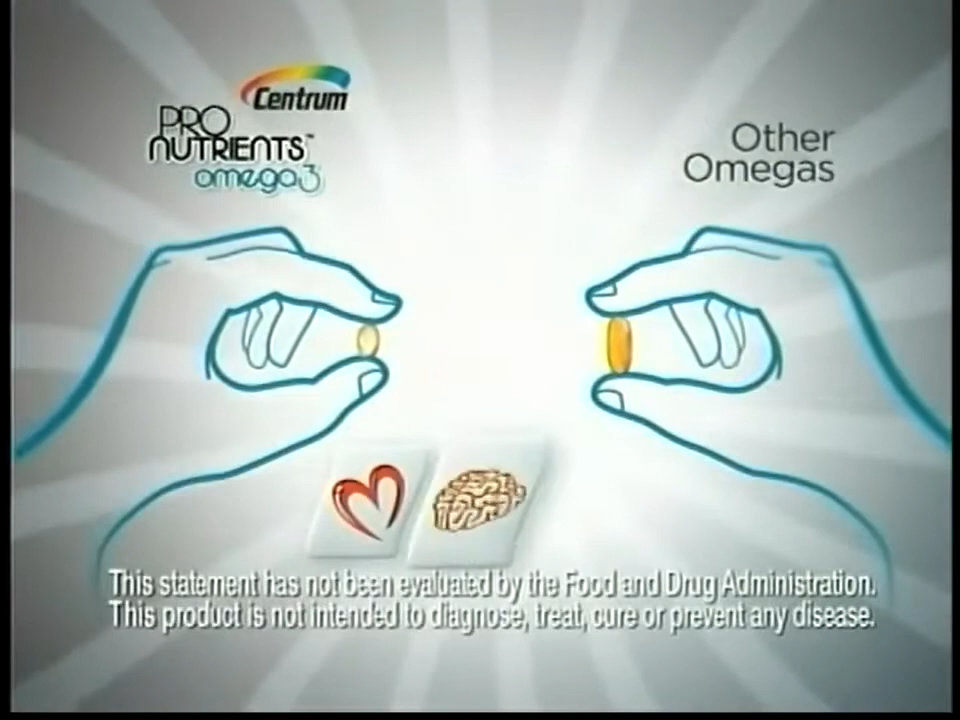 Centrum
PRO
NUTRIENTS™
omega3
Other
Omegas
This statement has not been evaluated by the Food and Drug Administration.
This product is not intended to diagnose, treat, cure or prevent any disease.